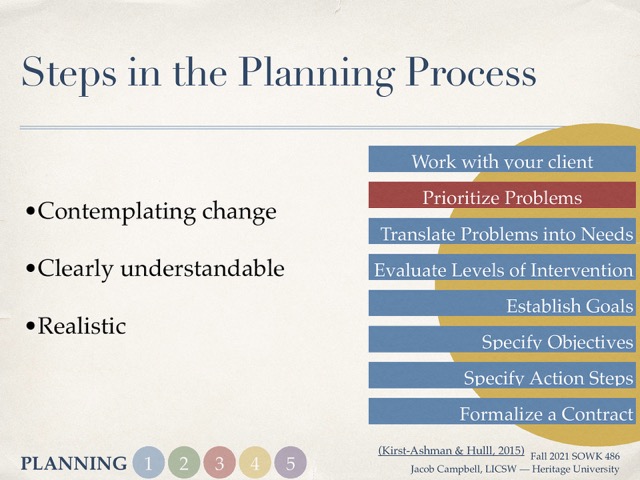 Steps in the Planning Process
•Contemplating change
•Clearly understandable
•Realistic
Work with your client
Prioritize Problems
Translate Problems into Needs
Evaluate Levels of Intervention
Establish Goals
Specify Objectives
Specify Action Steps
Formalize a Contract
PLANNING 1 2 3 4 5
(Kirst-Ashman & Hulll, 2015) Fall 2021 SOWK 486
Jacob Campbell, LICSW — Heritage University